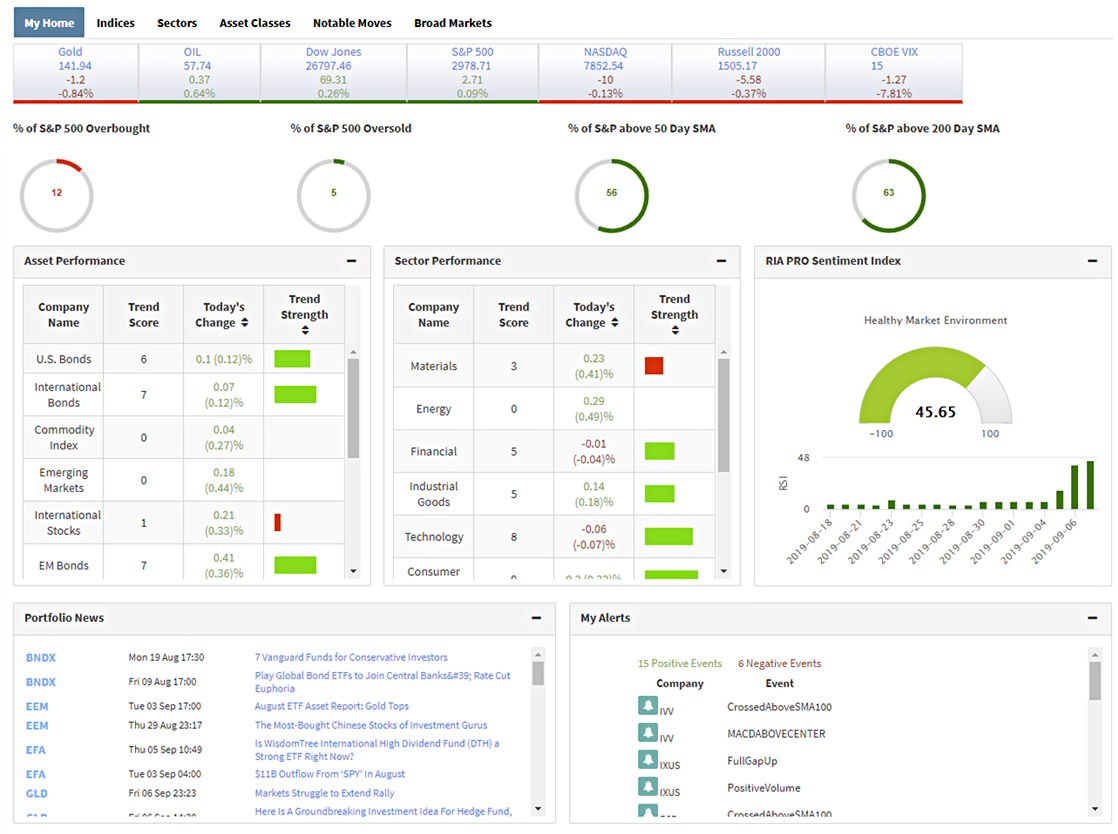 My Home Indices Sectors Asset Classes Notable Moves Broad Markets
Gold OIL Dow Jones S&P 500 NASDAQ Russell 2000 CBOE VIX
141.94 57.74 26797.46 2978.71 7852.54 1505.17 15
-1.2 0.37 69.31 2.71 -10 -5.58 -1.27
-0.84% 0.64% 0.26% 0.09% -0.13% -0.37% -7.81%
% of S&P 500 Overbought % of S&P 500 Oversold % of S&P above 50 Day SMA % of S&P above 200 Day SMA
12 5 56 63
Asset Performance
Company Name Trend Score Today's Change Trend Strength
U.S. Bonds 6 0.1 (0.12)%
International Bonds 7 0.07 (0.12)%
Commodity Index 0 0.04 (0.27)%
Emerging Markets 0 0.18 (0.44)%
International Stocks 1 0.21 (0.33)%
EM Bonds 7 0.41 (0.36)%
Sector Performance
Company Name Trend Score Today's Change Trend Strength
Materials 3 0.23 (0.41)%
Energy 0 0.29 (0.49)%
Financial 5 -0.01 (-0.04)%
Industrial Goods 5 0.14 (0.18)%
Technology 8 -0.06 (-0.07)%
Consumer
RIA PRO Sentiment Index
Healthy Market Environment
45.65
-100 100
48
RSI
0
2019-08-18 2019-08-21 2019-08-23 2019-08-25 2019-08-28 2019-08-30 2019-09-01 2019-09-04 2019-09-06
Portfolio News
BNDX Mon 19 Aug 17:30 7 Vanguard Funds for Conservative Investors
BNDX Fri 09 Aug 17:00 Play Global Bond ETFs to Join Central Banks&#39; Rate Cut
Euphoria
EEM Tue 03 Sep 17:00 August ETF Asset Report: Gold Tops
EEM Thu 29 Aug 23:17 The Most-Bought Chinese Stocks of Investment Gurus
EFA Thu 05 Sep 10:49 Is WisdomTree International High Dividend Fund (DTH) a
Strong ETF Right Now?
EFA Tue 03 Sep 04:00 $11B Outflow From ‘SPY’ In August
GLD Fri 06 Sep 23:23 Markets Struggle to Extend Rally
GLD Fri 06 Sep Here Is A Groundbreaking Investment Idea For Hedge Fund,
My Alerts
15 Positive Events 6 Negative Events
Company Event
IVV CrossedAboveSMA100
IVV MACDABOVECENTER
IXUS FullGapUp
IXUS PositiveVolume
CrossedAboveSMA100